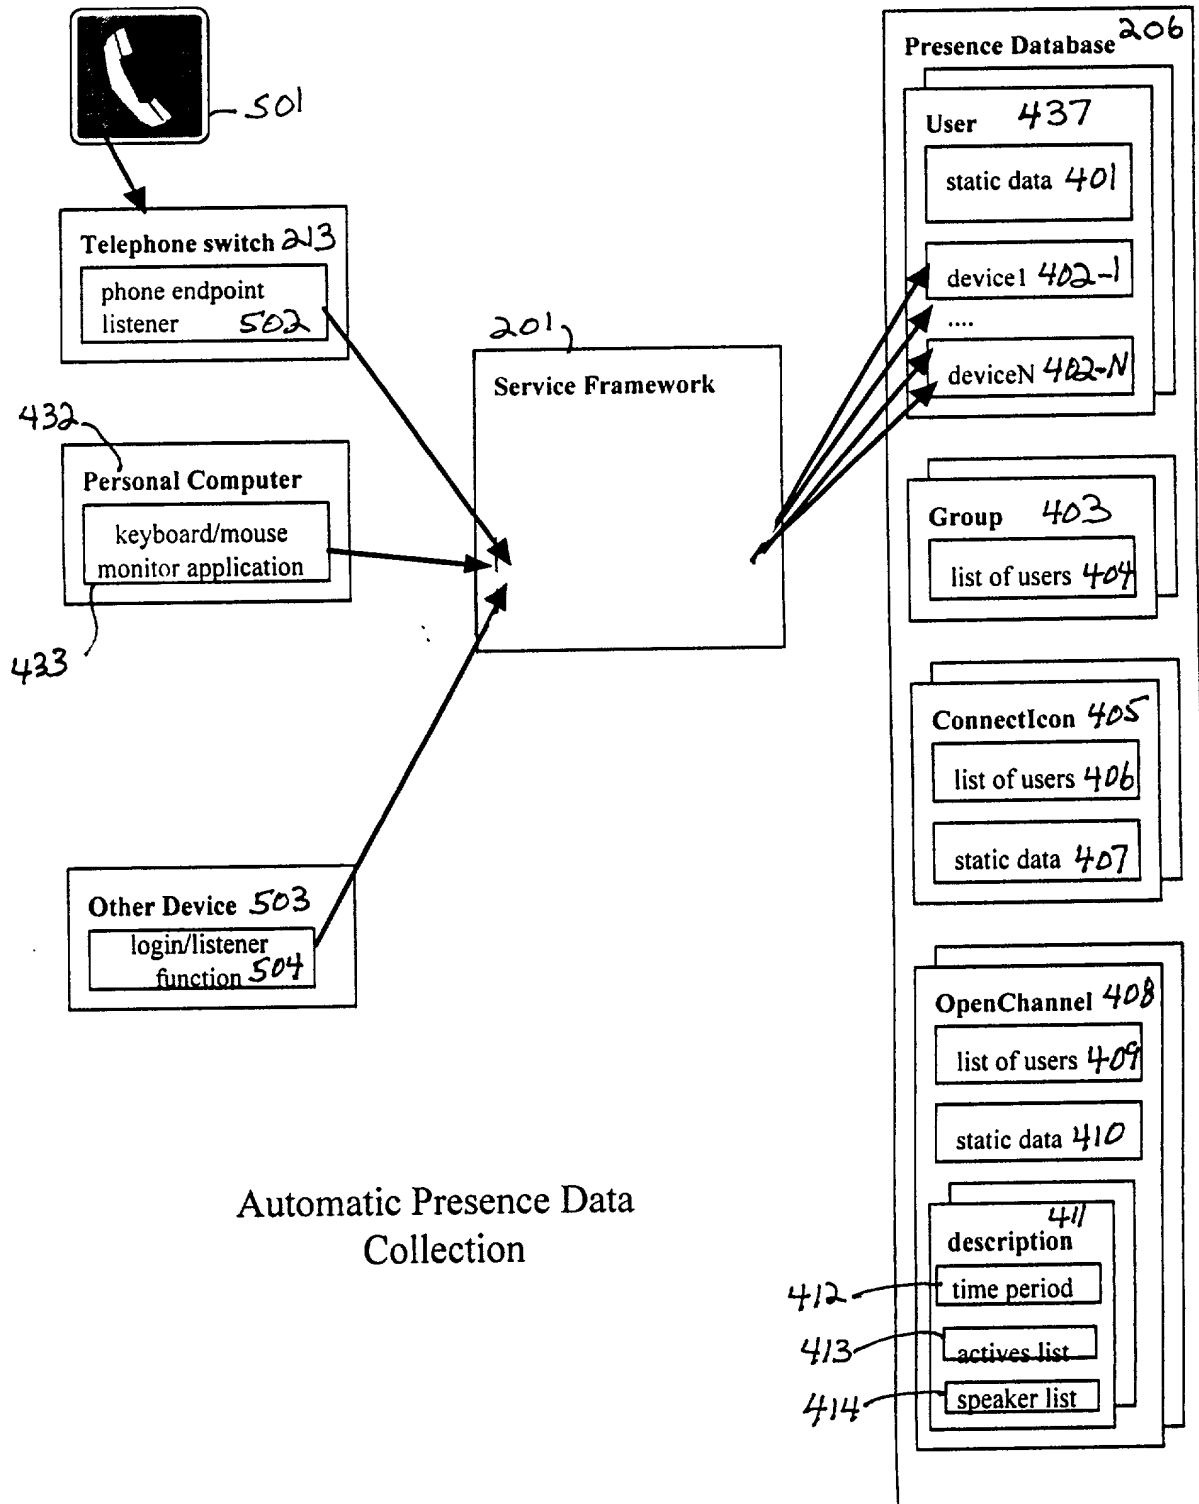 501
Telephone switch 213
phone endpoint
listener 502
432
Personal Computer
keyboard/mouse
monitor application
433
Other Device 503
login/listener
function 504
201
Service Framework
Automatic Presence Data
Collection
Presence Database 206
User 437
static data 401
device1 402-1
....
deviceN 402-N
Group 403
list of users 404
ConnectIcon 405
list of users 406
static data 407
OpenChannel 408
list of users 409
static data 410
411
description
412 time period
413 actives list
414 speaker list